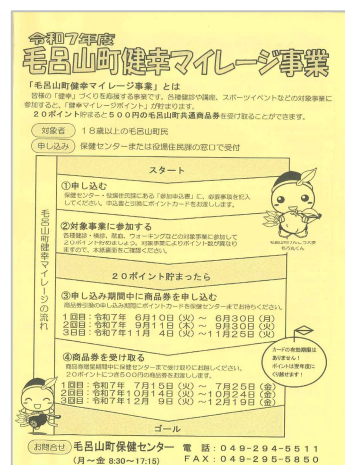 令和7年度
毛呂山町健幸マイレージ事業
「毛呂山町健幸マイレージ事業」とは
皆様の「健幸」づくりを応援する事業です。各種健診や講座、スポーツイベントなどの対象事業に
参加すると、「健幸マイレージポイント」が貯まります。
20ポイント貯まると500円の毛呂山町共通商品券を受け取ることができます。
対象者 18歳以上の毛呂山町民
申し込み 保健センターまたは役場住民課の窓口で受付
毛呂山町健幸マイレージの流れ
スタート
①申し込む
保健センター・役場住民課にある「参加申込書」に、必要事項を記入
してください。申込書と引換にポイントカードをお渡しします。
②対象事業に参加する
各種健診・検診、講座、ウォーキングなどの対象事業に参加して
20ポイント貯めましょう。対象事業によりポイント数が異なり
ますので、本紙裏面をご確認ください。
毛呂山町けんこう大使
もろみくん
20ポイント貯まったら
③申し込み期間中に商品券を申し込む
商品券引換の申し込み期間にポイントカードを保健センターまでお持ちください。
1回目:令和7年 6月10日(火) ~ 6月30日(月)
2回目:令和7年 9月11日(木) ~ 9月30日(火)
3回目:令和7年11月 4日(火) ~11月25日(火)
④商品券を受け取る
商品券贈呈期間中に保健センターまで受け取りにお越しください。
20ポイントにつき500円の商品券をお渡しします。
1回目:令和7年 7月15日(火) ~ 7月25日(金)
2回目:令和7年10月14日(火) ~10月24日(金)
3回目:令和7年12月 9日(火) ~12月19日(金)
カードの有効期限は
ありません!
ポイントは翌年度に
くり越せます!
ゴール
お問合せ 毛呂山町保健センター 電話:049-294-5511
(月~金 8:30~17:15) FAX:049-295-5850